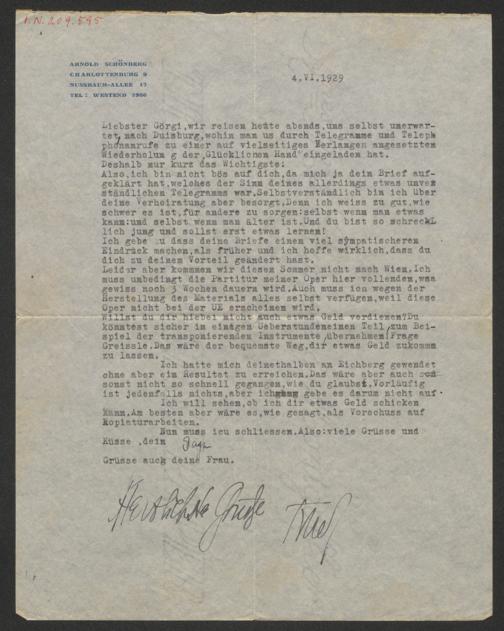 I.N. 209.595
ARNOLD SCHÖNBERG
CHARLOTTENBURG 9
NUSSBAUM-ALLEE 17
TEL: WESTEND 2966
4.VI.1929
Liebster Görgi,wir reisen heute abends,uns selbst unerwar-
tet,nach Duisburg,wohin man us durch Telegramme und Teleph
phonanrufe zu einer auf vielseitiges Verlangen angesetzten
Wiederholun g der„Glücklichen Hand" eingeladen hat.
Deshalb nur kurz das Wichtigste:
Also,ich bin nicht bös auf dich,da mich ja dein Brief auf-
geklärt hat,welches der Sinn deines allerdings etwas unver
ständlichen Telegramms war.Selbstverständlich bin ich über
deine Verheiratung aber besorgt.Denn ich weiss zu gut,wie
schwer es ist,für andere zu sorgen:selbst wenn man etwas
kann;und selbst wenn man älter ist.Und du bist so schreckL
lich jung und sollst erst etwas lernen!
Ich gebe zu dass deine Briefe einen viel sympatischeren
Eindrück machen,als früher und ich hoffe wirklich,dass du
dich zu deinem Vorteil geändert hast.
Leider aber kommen wir diesen Sommer nicht nach Wien.Ich
muss unbedingt die Partitur meiner Oper hier vollenden,was
gewiss noch 3 Wochen dauern wird.Auch muss ich wegen der
Herstellung des Materials alles selbst verfügen,weil diese
Oper nicht bei der UE erscheinen wird.
Willst du dir hiebei nicht auch etwas Geld verdienen?Du
könntest sicher in einigen Ueberstundeneinen Teil,zum Bei-
spiel der transponierenden Instrumente übernehmen!Frage
Greissle.Das wäre der bequemste Weg,dir etwas Geld zukomm
zu lassen.
Ich hatte mich deinethalben an Eichberg gewendet
ohne aber ein Resultat zu erreichen.Das wäre aber auch
sonst nicht so schnell gegangen,wie du glaubst.Vorläufig
ist jedenfalls nichts,aber ich gebe es darum nicht auf.
Ich will sehen,ob ich dir etwas Geld schicken
kann.Am besten aber wäre es,wie gesagt,als Vorschuss auf
Kopiaturarbeiten.
Nun muss ich schliessen.Also:viele Grüsse und
Küsse ,dein Papa
Grüsse auch deine Frau.
Herzlichste Grüße Trude